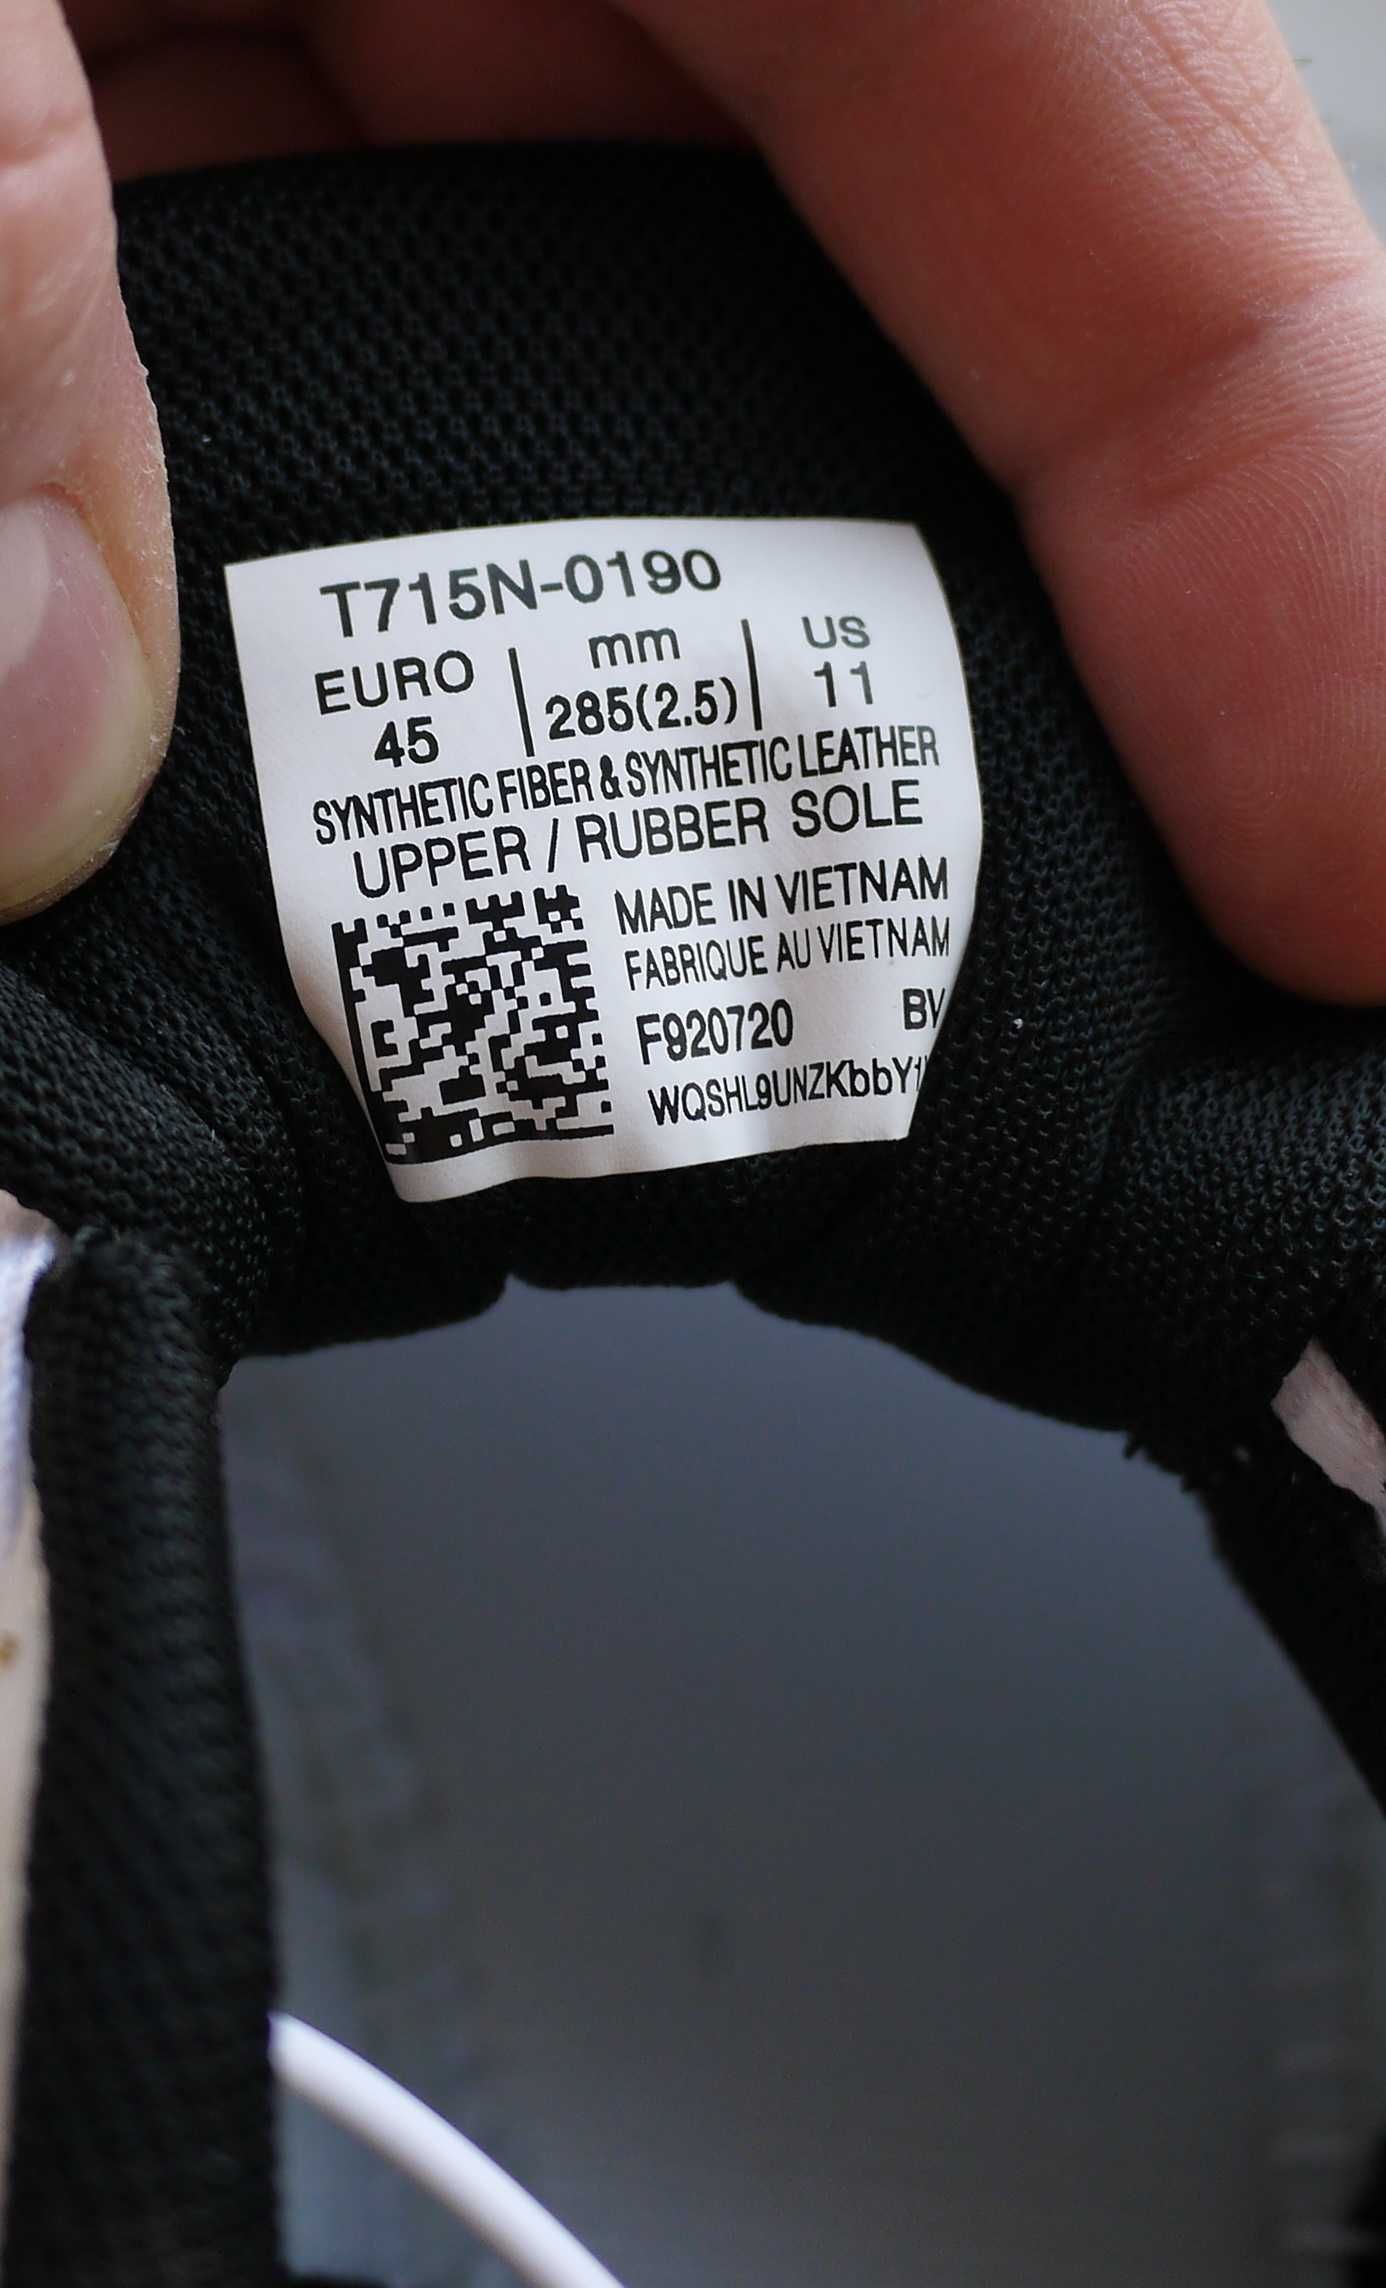 T715N-0190
EURO | mm | US
45 | 285(2.5) | 11
SYNTHETIC FIBER & SYNTHETIC LEATHER
UPPER / RUBBER SOLE
MADE IN VIETNAM
FABRIQUE AU VIETNAM
F920720 BV